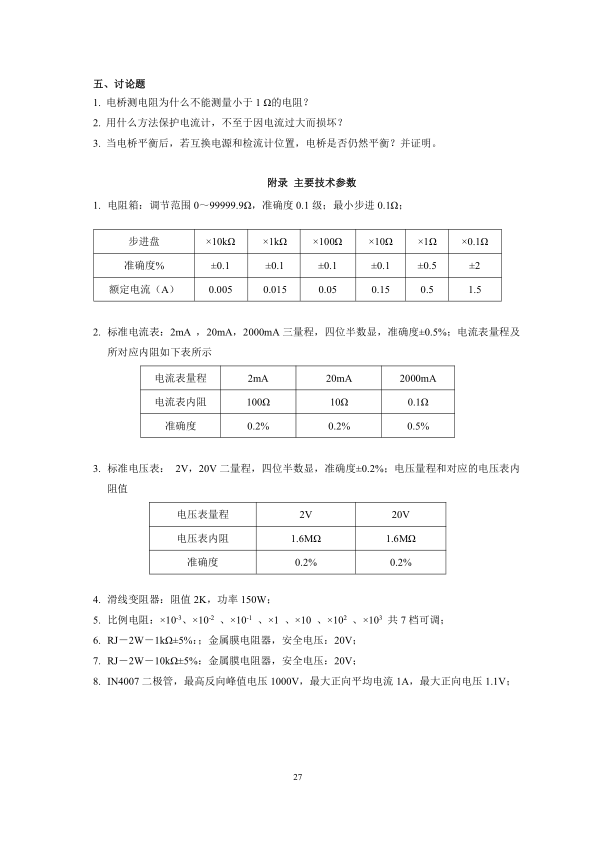 五、讨论题
1. 电桥测电阻为什么不能测量小于 1 Ω的电阻？
2. 用什么方法保护电流计，不至于因电流过大而损坏？
3. 当电桥平衡后，若互换电源和检流计位置，电桥是否仍然平衡？并证明。
附录 主要技术参数
1. 电阻箱：调节范围 0～99999.9Ω，准确度 0.1 级；最小步进 0.1Ω；
步进盘 ×10kΩ ×1kΩ ×100Ω ×10Ω ×1Ω ×0.1Ω
准确度% ±0.1 ±0.1 ±0.1 ±0.1 ±0.5 ±2
额定电流（A） 0.005 0.015 0.05 0.15 0.5 1.5
2. 标准电流表：2mA ，20mA，2000mA 三量程，四位半数显，准确度±0.5%；电流表量程及
所对应内阻如下表所示
电流表量程 2mA 20mA 2000mA
电流表内阻 100Ω 10Ω 0.1Ω
准确度 0.2% 0.2% 0.5%
3. 标准电压表： 2V，20V 二量程，四位半数显，准确度±0.2%；电压量程和对应的电压表内
阻值
电压表量程 2V 20V
电压表内阻 1.6MΩ 1.6MΩ
准确度 0.2% 0.2%
4. 滑线变阻器：阻值 2K，功率 150W；
5. 比例电阻：×10⁻³、×10⁻² 、×10⁻¹ 、×1 、×10 、×10² 、×10³ 共 7 档可调；
6. RJ－2W－1kΩ±5%：；金属膜电阻器，安全电压：20V；
7. RJ－2W－10kΩ±5%：金属膜电阻器，安全电压：20V；
8. IN4007 二极管，最高反向峰值电压 1000V，最大正向平均电流 1A，最大正向电压 1.1V；
27